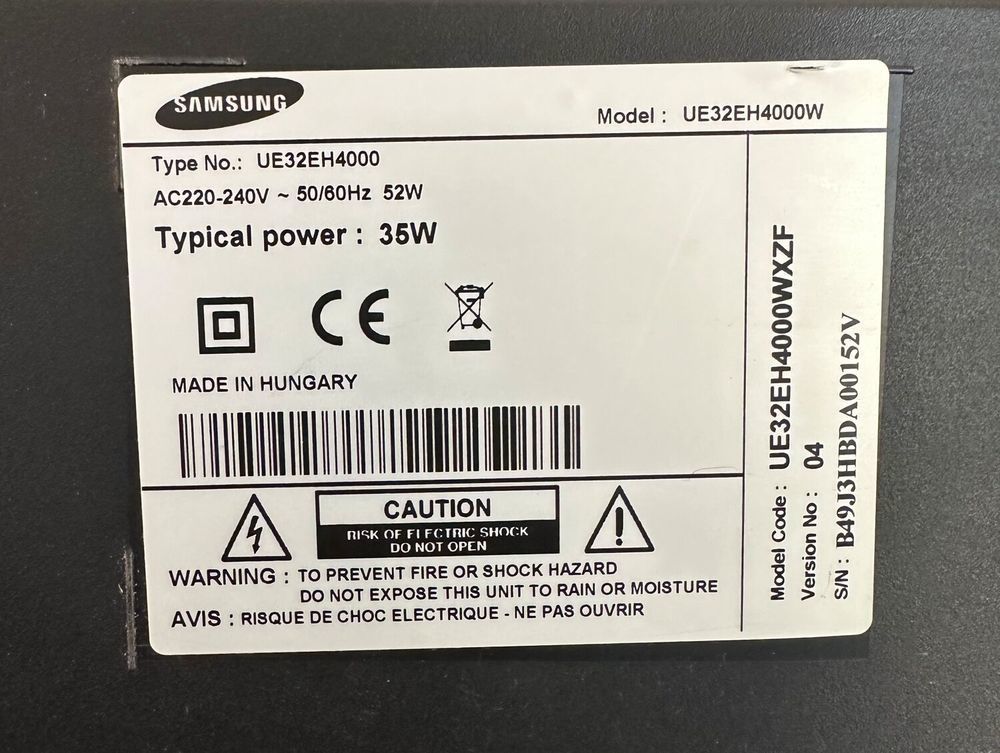 SAMSUNG
Model : UE32EH4000W
Type No.: UE32EH4000
AC220-240V ~ 50/60Hz 52W
Typical power : 35W
CE
MADE IN HUNGARY
CAUTION
RISK OF ELECTRIC SHOCK
DO NOT OPEN
WARNING : TO PREVENT FIRE OR SHOCK HAZARD
DO NOT EXPOSE THIS UNIT TO RAIN OR MOISTURE
AVIS : RISQUE DE CHOC ELECTRIQUE - NE PAS OUVRIR
Model Code : UE32EH4000WXZF
Version No : 04
S/N : B49J3HBDA00152V